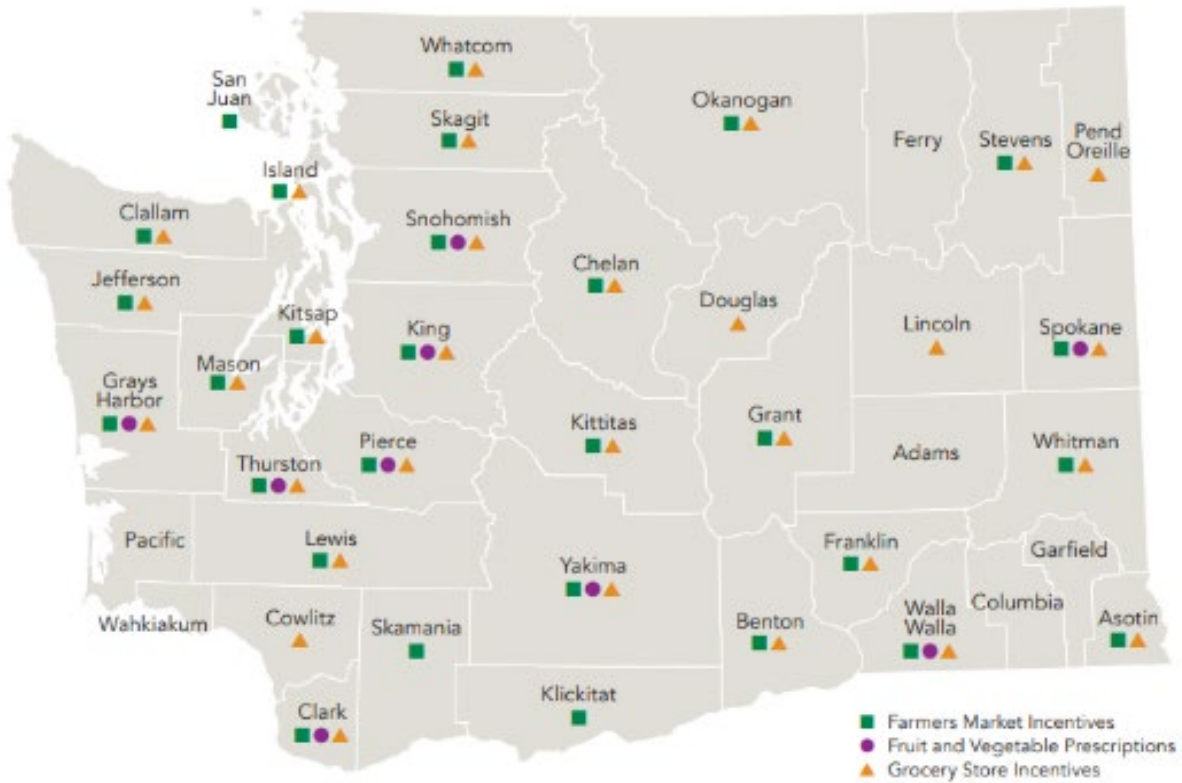 Whatcom
San
Juan
Okanogan
Skagit
Ferry
Stevens
Pend
Oreille
Island
Clallam
Snohomish
Chelan
Jefferson
Douglas
Kitsap
King
Lincoln
Spokane
Mason
Grays
Harbor
Kittitas
Grant
Pierce
Whitman
Adams
Thurston
Pacific
Lewis
Franklin
Garfield
Yakima
Walla
Walla
Columbia
Wahkiakum
Cowlitz
Skamania
Benton
Asotin
Klickitat
Clark
Farmers Market Incentives
Fruit and Vegetable Prescriptions
Grocery Store Incentives